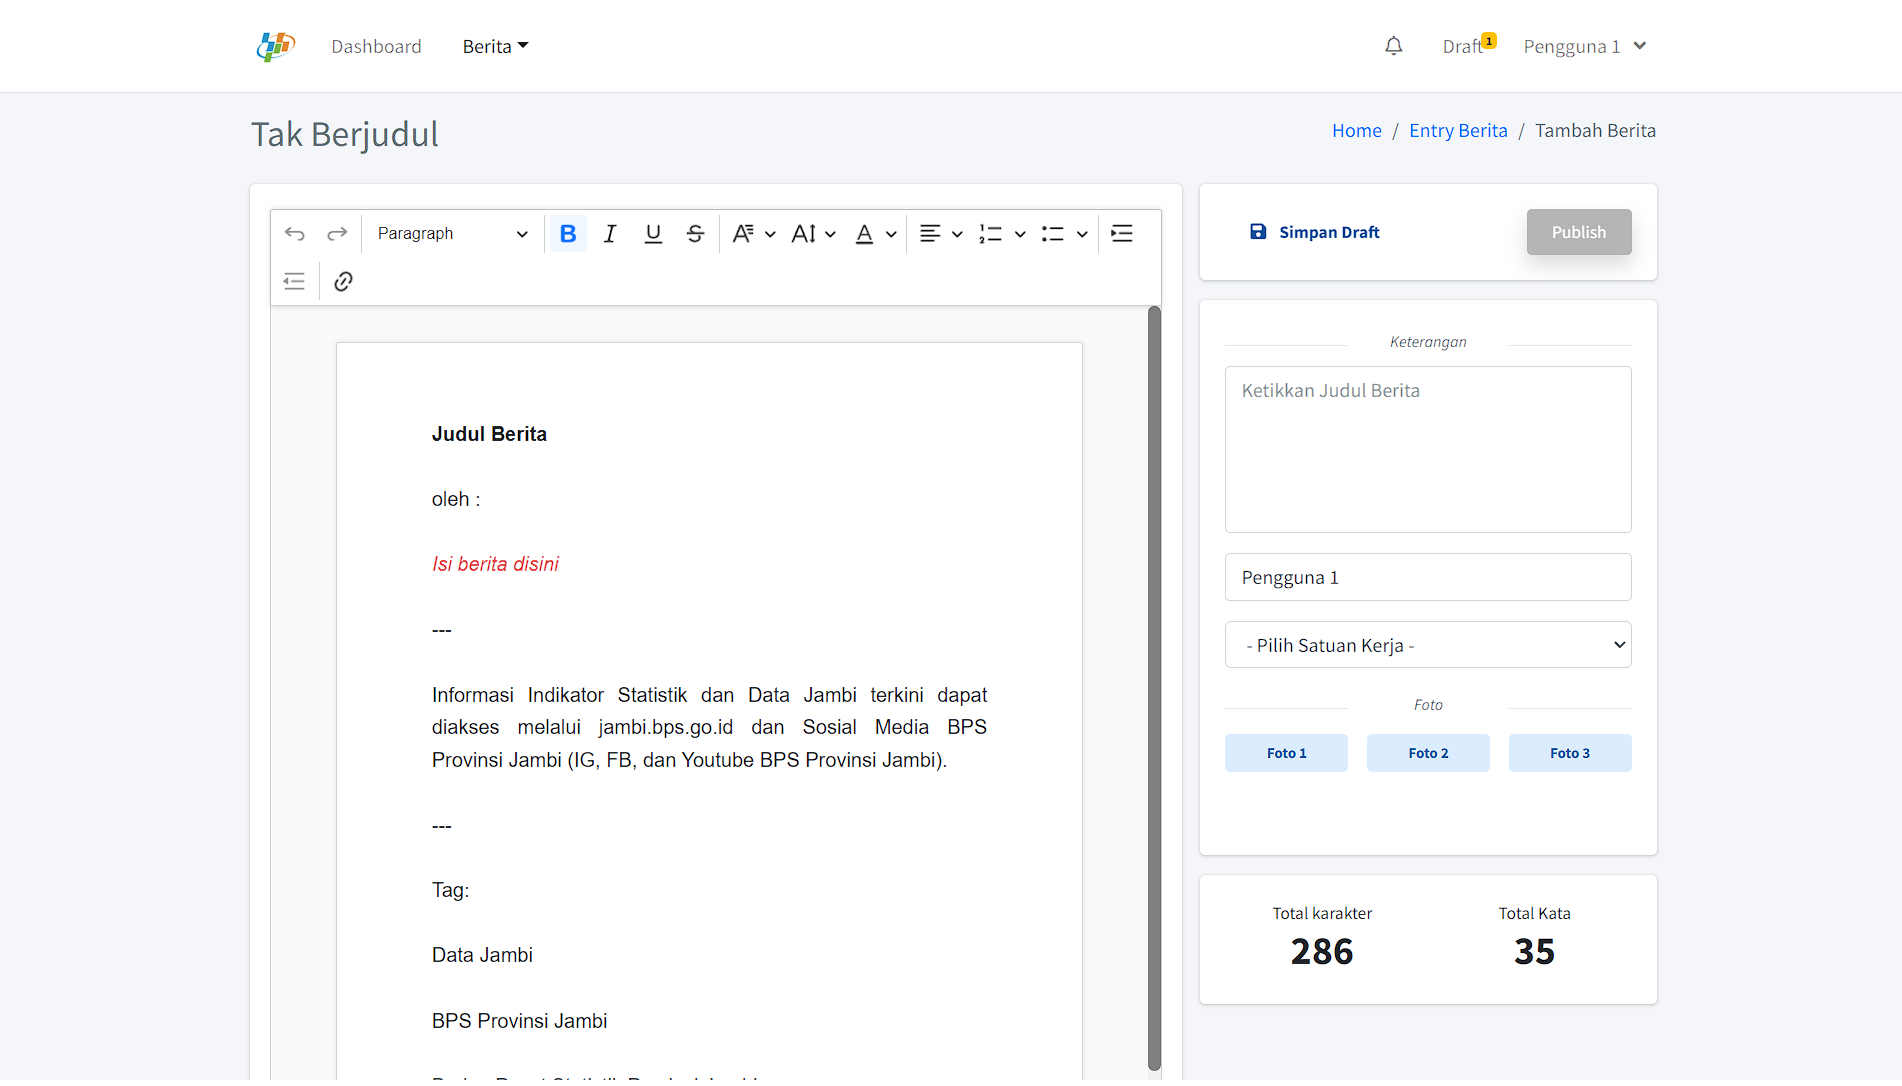 Dashboard Berita Draft 1 Pengguna 1
Tak Berjudul
Home / Entry Berita / Tambah Berita
Paragraph
Judul Berita
oleh :
Isi berita disini
---
Informasi Indikator Statistik dan Data Jambi terkini dapat
diakses melalui jambi.bps.go.id dan Sosial Media BPS
Provinsi Jambi (IG, FB, dan Youtube BPS Provinsi Jambi).
---
Tag:
Data Jambi
BPS Provinsi Jambi
Simpan Draft
Publish
Keterangan
Ketikkan Judul Berita
Pengguna 1
- Pilih Satuan Kerja -
Foto
Foto 1 Foto 2 Foto 3
Total karakter Total Kata
286 35